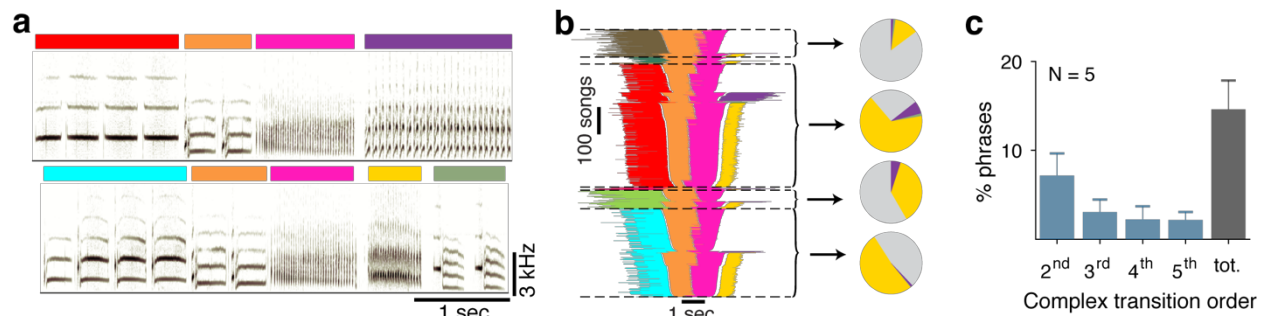 a
3 kHz
1 sec
b
100 songs
1 sec
c
20
N = 5
10
% phrases
2nd 3rd 4th 5th tot.
Complex transition order